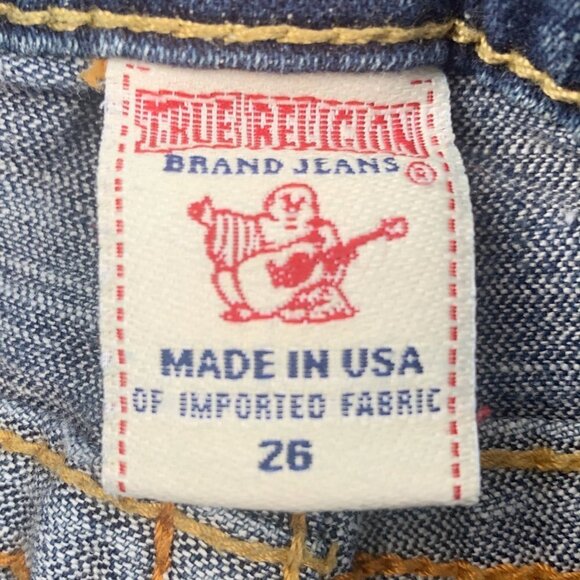 TRUE RELIGION
BRAND JEANS ®
MADE IN USA
OF IMPORTED FABRIC
26